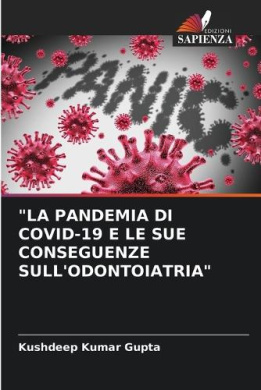 EDIZIONI
SAPIENZA
PANIC
"LA PANDEMIA DI
COVID-19 E LE SUE
CONSEGUENZE
SULL'ODONTOIATRIA"
Kushdeep Kumar Gupta